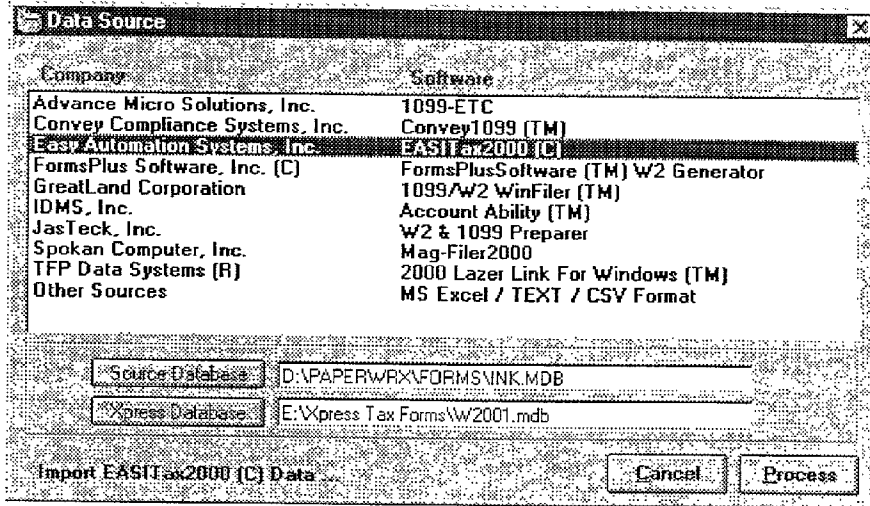 Data Source
Company Software
Advance Micro Solutions, Inc. 1099-ETC
Convey Compliance Systems, Inc. Convey1099 (TM)
Easy Automation Systems, Inc. EASITax2000 (C)
FormsPlus Software, Inc. (C) FormsPlusSoftware (TM) W2 Generator
GreatLand Corporation 1099/W2 WinFiler (TM)
IDMS, Inc. Account Ability (TM)
JasTeck, Inc. W2 & 1099 Preparer
Spokan Computer, Inc. Mag-Filer2000
TFP Data Systems (R) 2000 Lazer Link For Windows (TM)
Other Sources MS Excel / TEXT / CSV Format
Source Database D:\PAPERWRX\FORMS\INK.MDB
Xpress Database E:\Xpress Tax Forms\W2001.mdb
Import EASITax2000 (C) Data ... Cancel Process